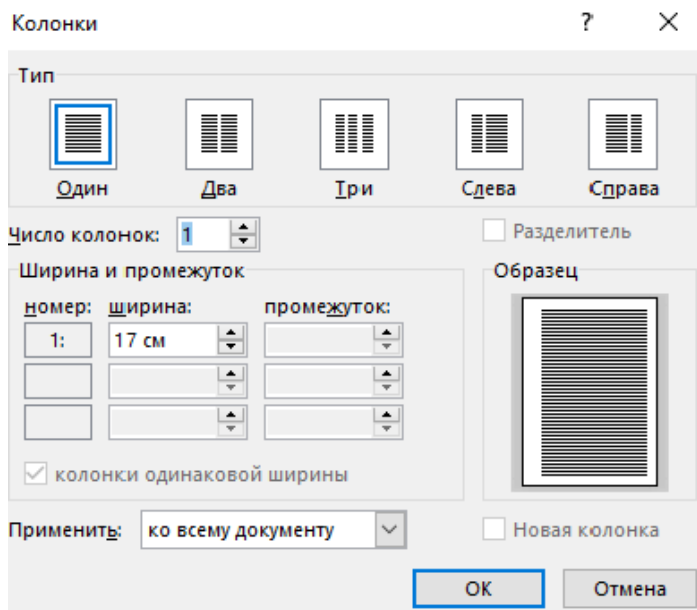 Колонки ?
Тип
Один Два Три Слева Справа
Число колонок: 1 Разделитель
Ширина и промежуток Образец
номер: ширина: промежуток:
1: 17 см
колонки одинаковой ширины
Применить: ко всему документу Новая колонка
ОК Отмена